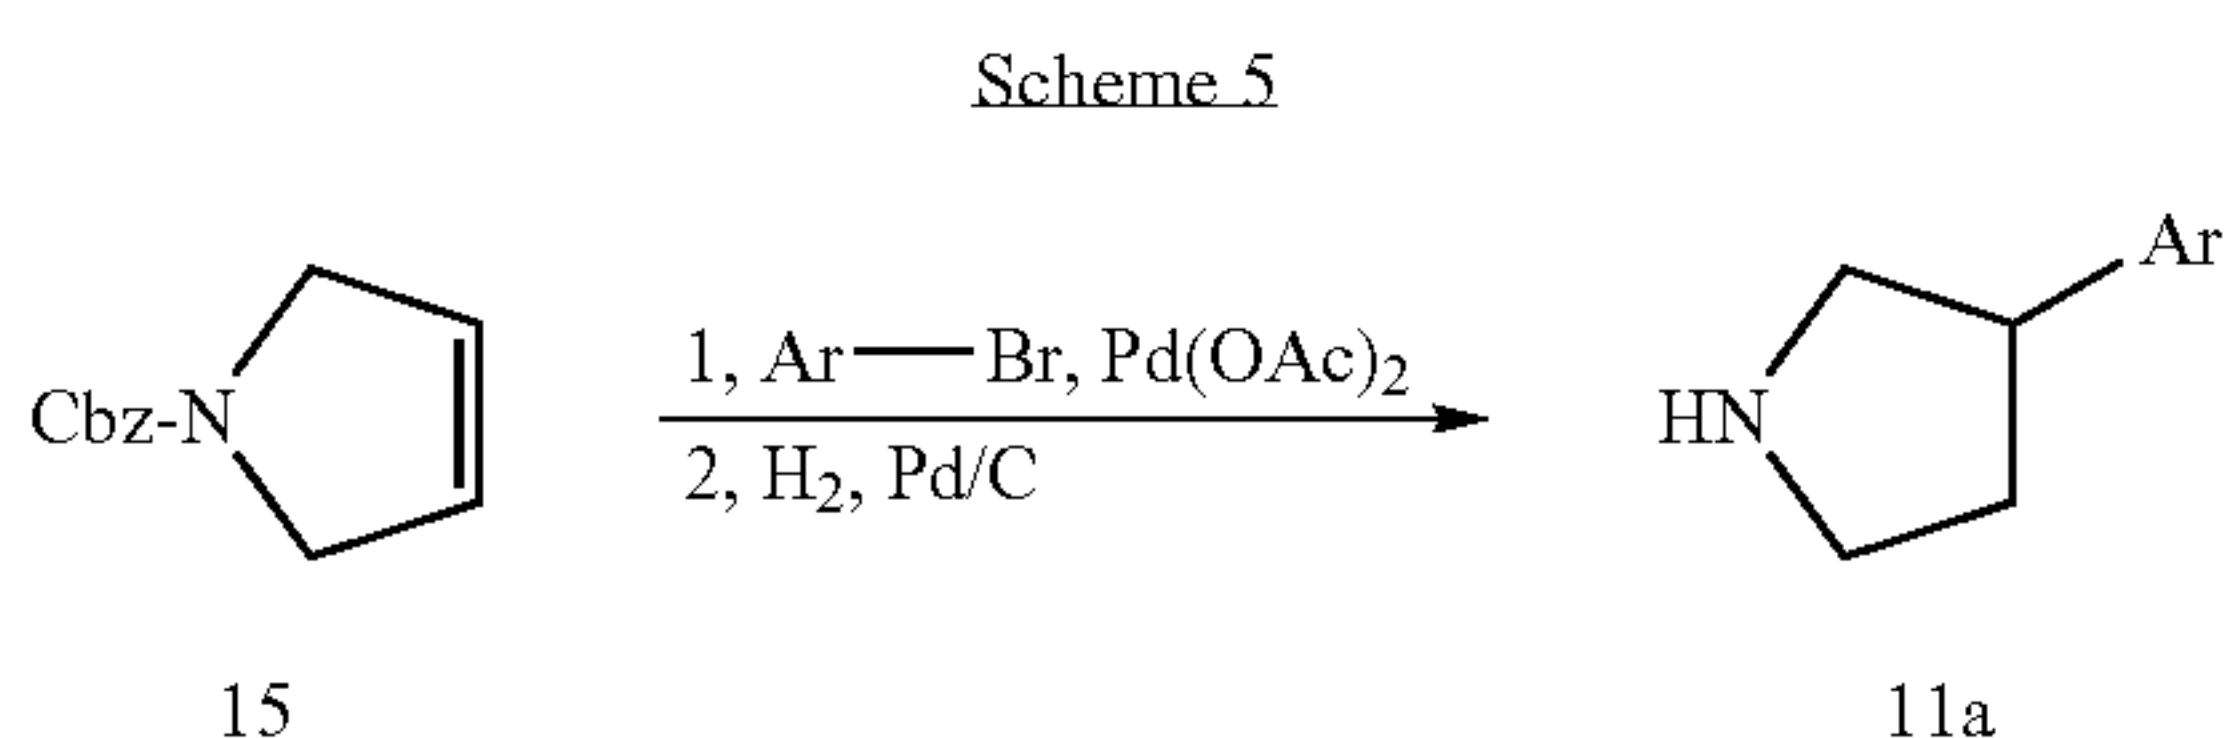 Scheme 5
Ar
1, Ar—Br, Pd(OAc)2
Cbz-N
HN
2, H2, Pd/C
15
11a